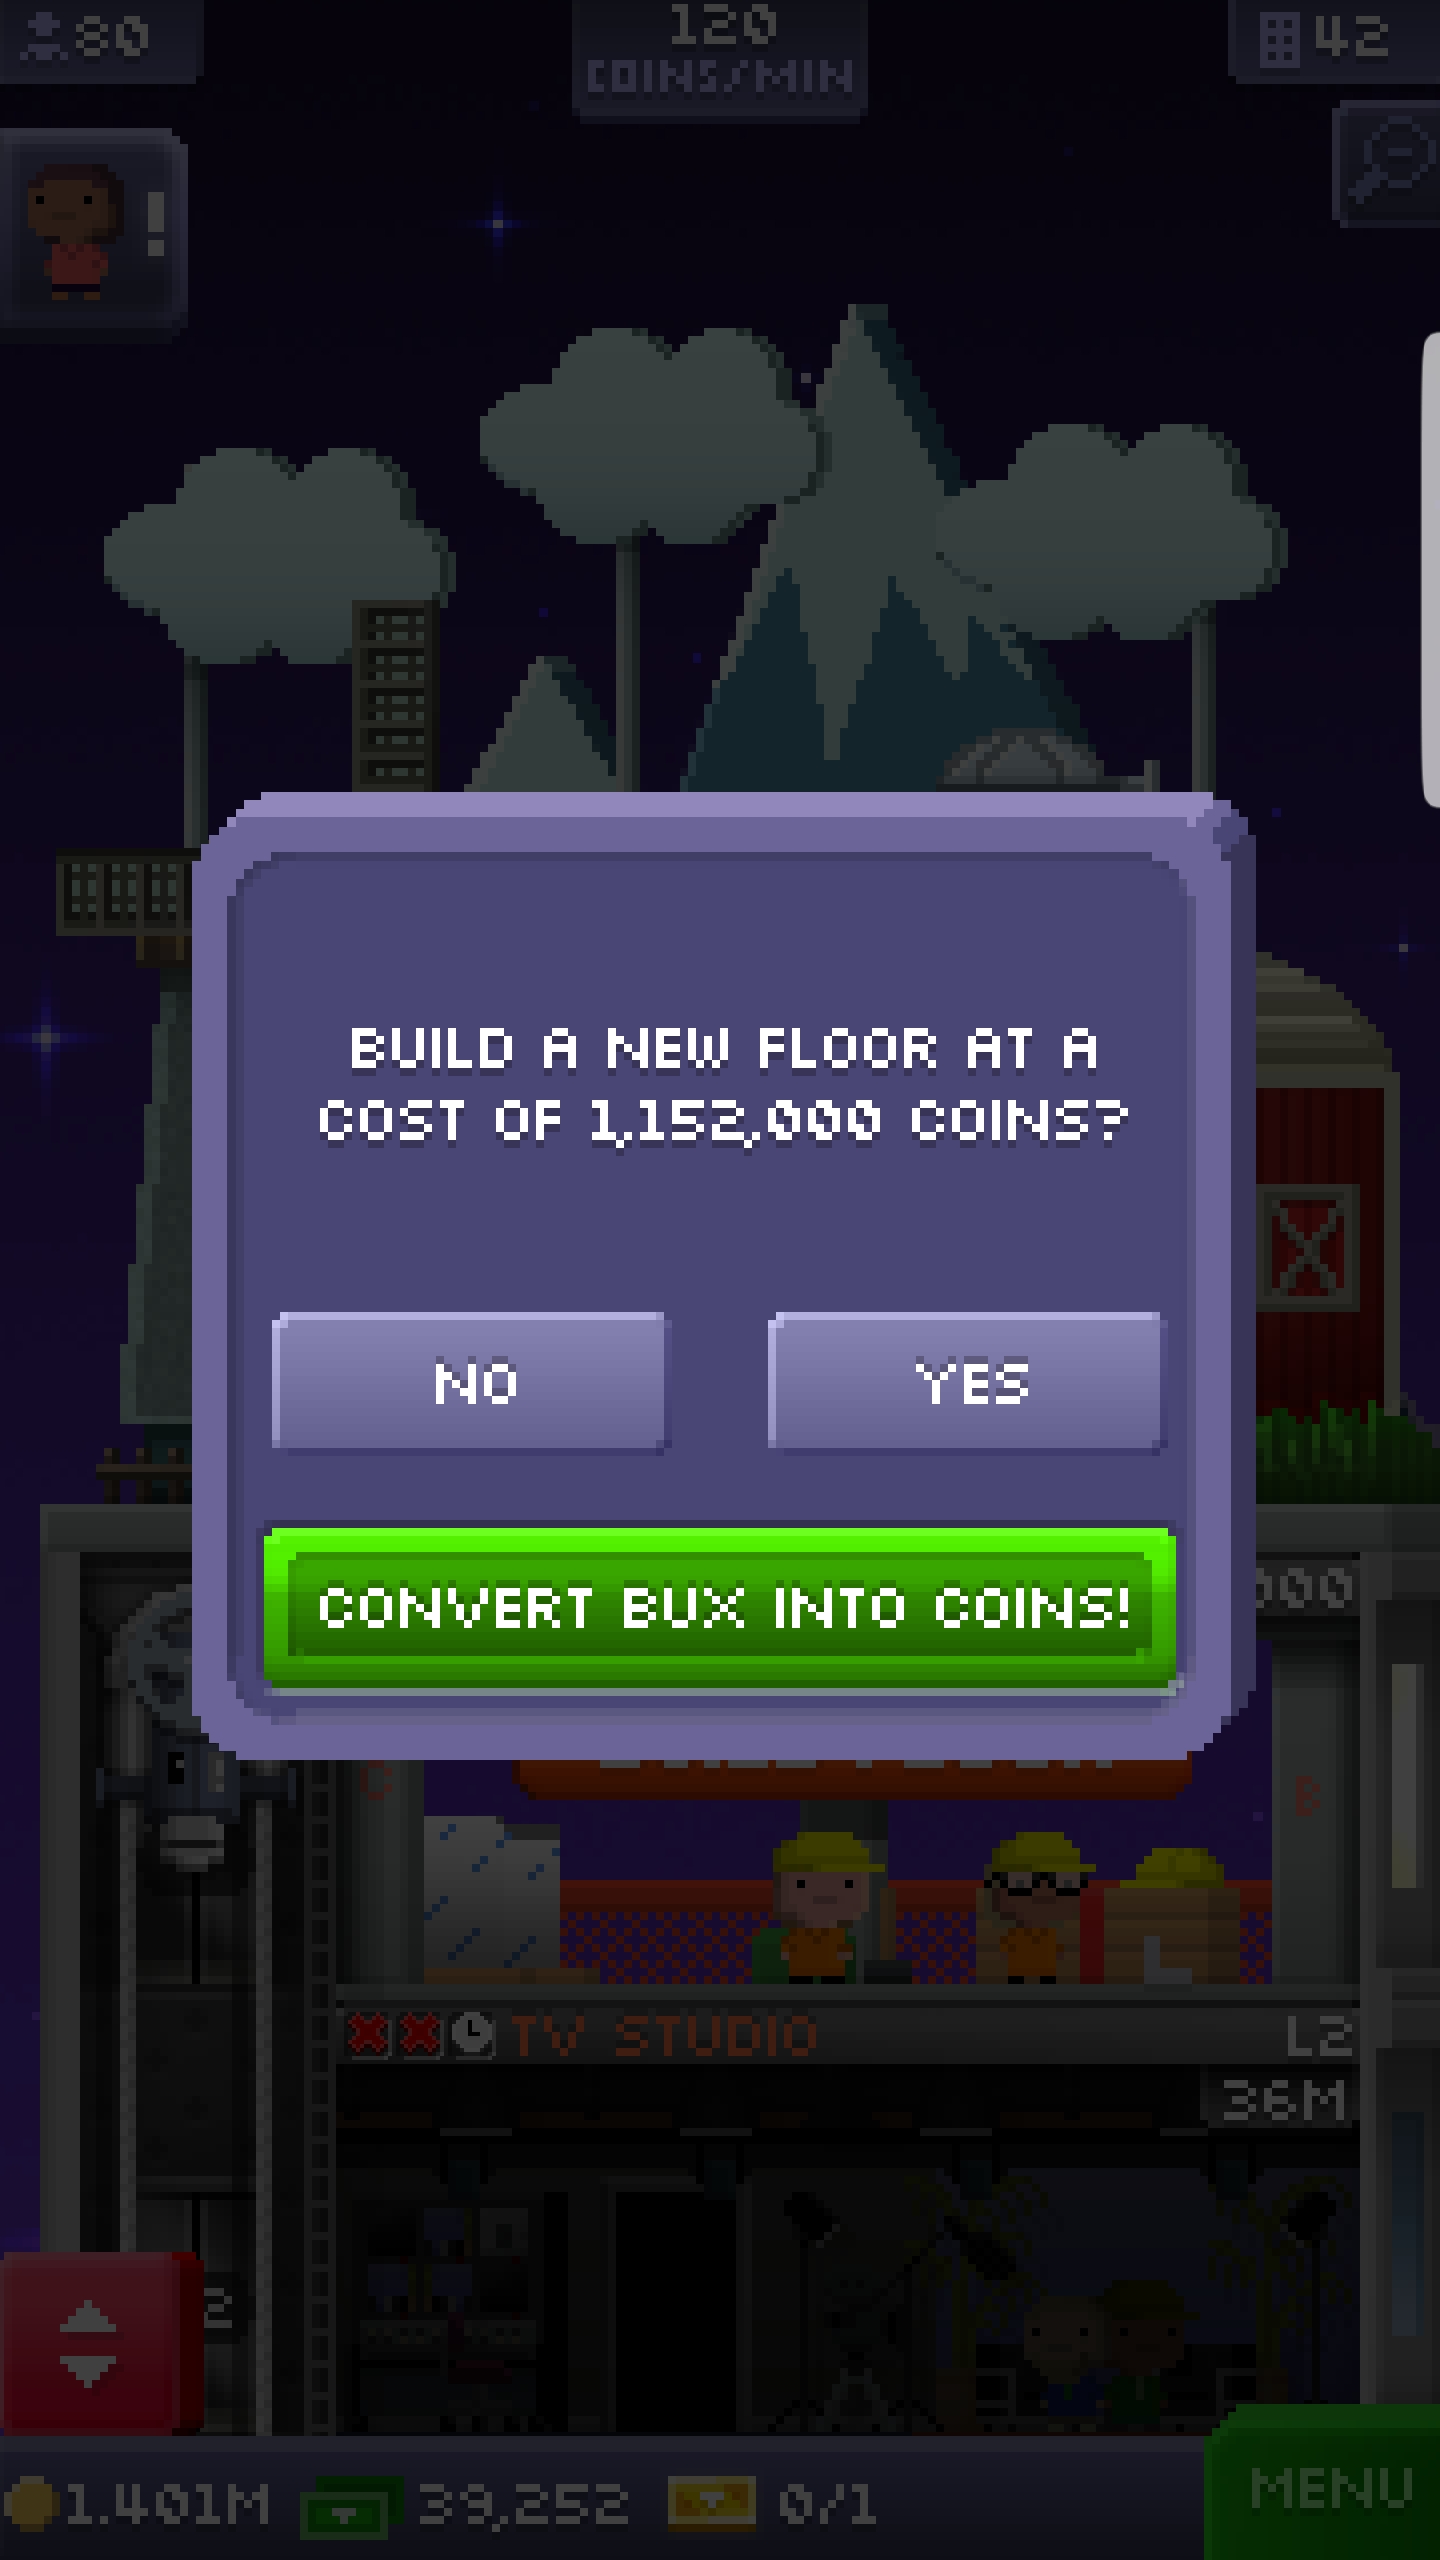 80
120
COINS/MIN
42
!
BUILD A NEW FLOOR AT A
COST OF 1,152,000 COINS?
NO
YES
CONVERT BUX INTO COINS!
000
C
B
TV STUDIO
L2
36M
2
1.401M
39,252
0/1
MENU